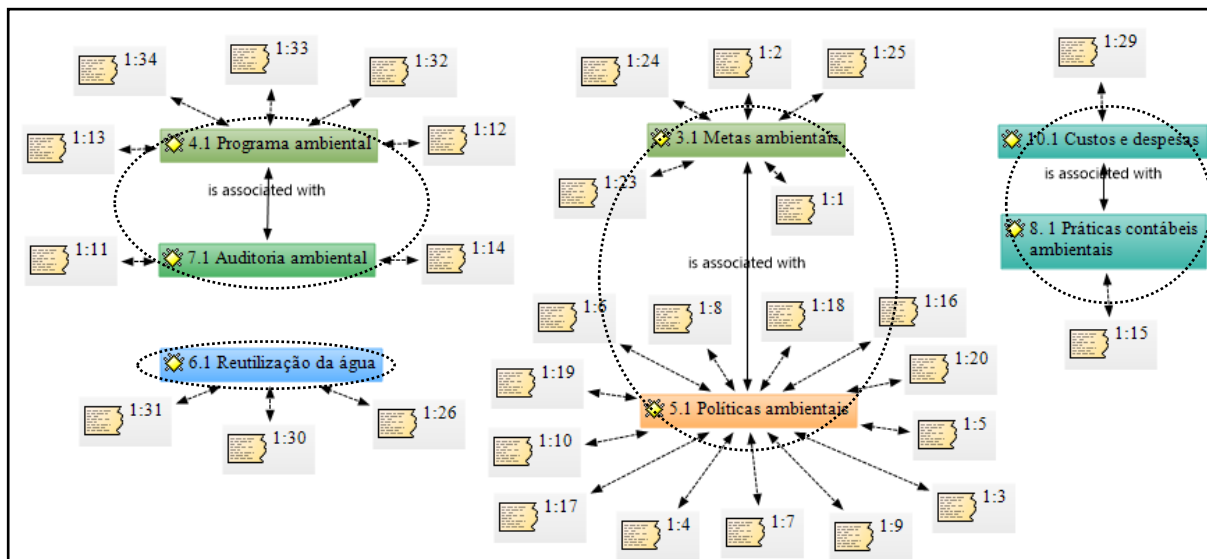 1:34
1:33
1:32
1:13
4.1 Programa ambiental
1:12
is associated with
1:11
7.1 Auditoria ambiental
1:14
6.1 Reutilização da água
1:31
1:30
1:26
1:24
1:2
1:25
3.1 Metas ambientais
1:23
1:1
is associated with
1:6
1:8
1:18
1:16
1:19
1:20
5.1 Políticas ambientais
1:10
1:5
1:17
1:4
1:7
1:9
1:3
1:29
10.1 Custos e despesas
is associated with
8. 1 Práticas contábeis
ambientais
1:15